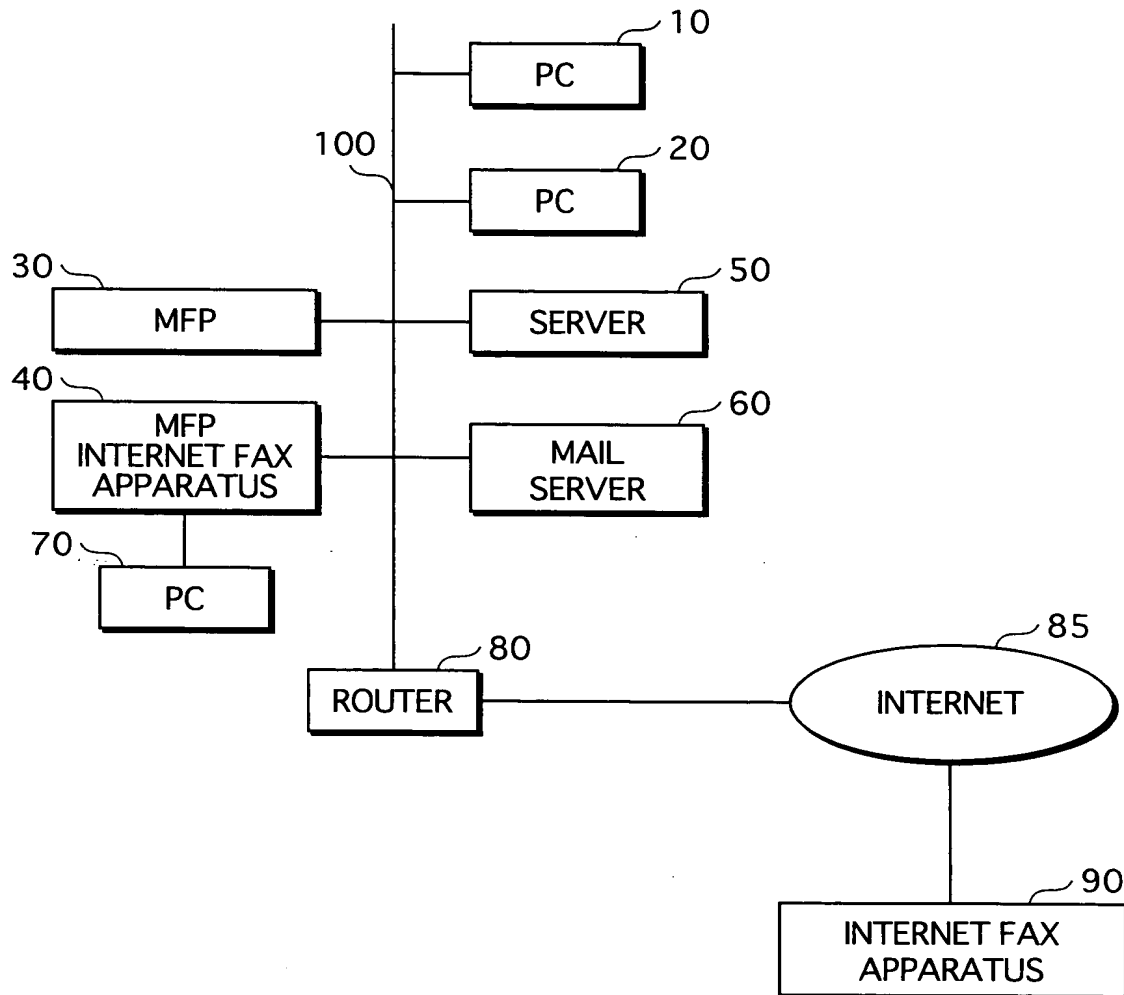 10
PC
100
20
PC
30
MFP
50
SERVER
40
MFP
INTERNET FAX
APPARATUS
60
MAIL
SERVER
70
PC
80
ROUTER
85
INTERNET
90
INTERNET FAX
APPARATUS